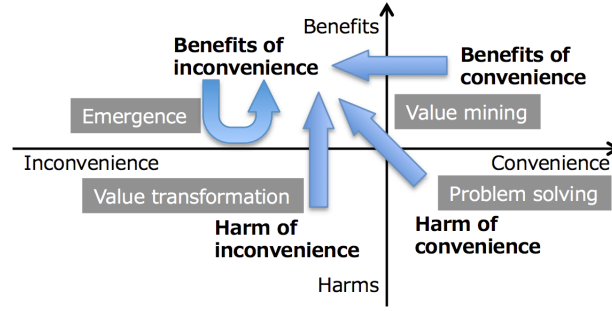 Benefits
Benefits of
inconvenience
Benefits of
convenience
Emergence
Value mining
Inconvenience
Convenience
Value transformation
Problem solving
Harm of
inconvenience
Harm of
convenience
Harms